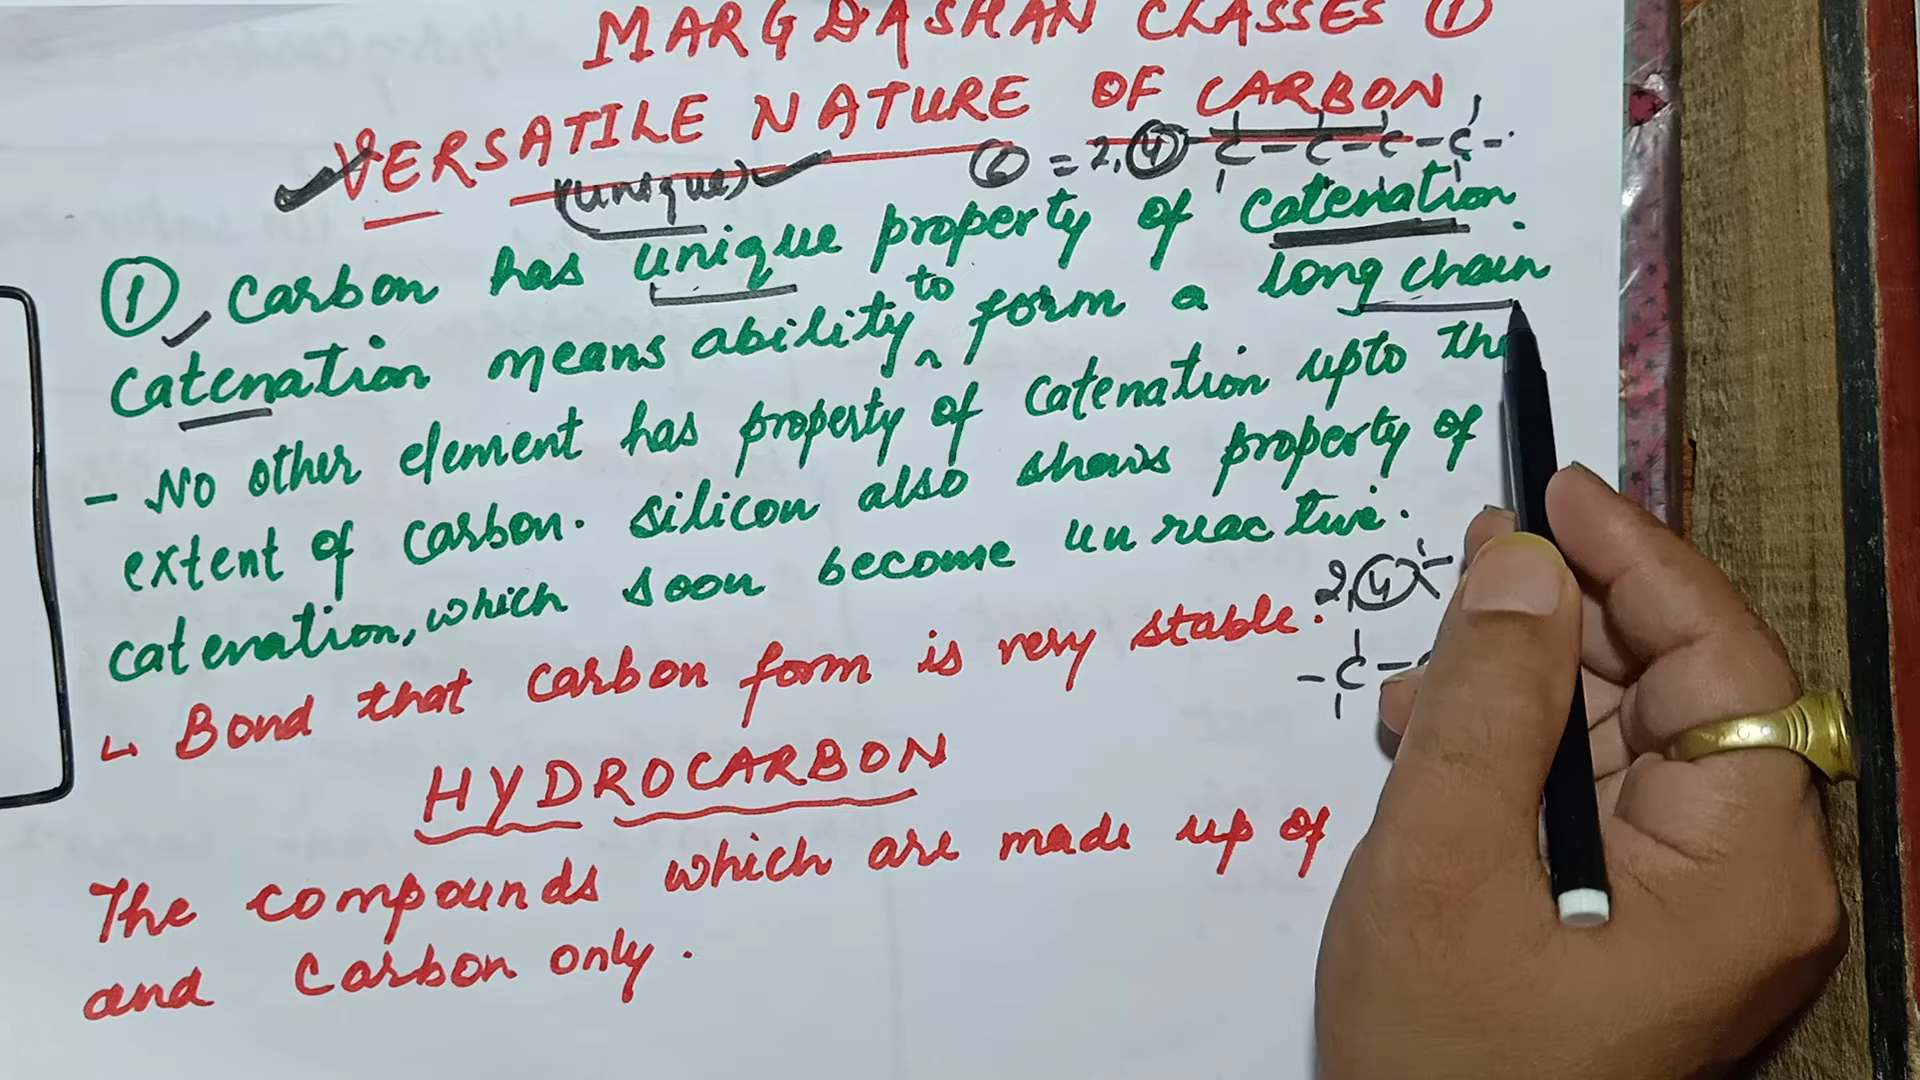 MARGDASHAN CLASSES ①
VERSATILE NATURE OF CARBON
(unique) ⑥ = 2,④ - C - C - C - C -
① Carbon has unique property of Catenation.
Catenation means ability to form a long chain
- No other element has property of catenation upto the
extent of carbon. silicon also shows property of
catenation, which soon become unreactive.
2,④
↳ Bond that carbon form is very stable.
- C -
HYDROCARBON
The compounds which are made up of
and Carbon only.